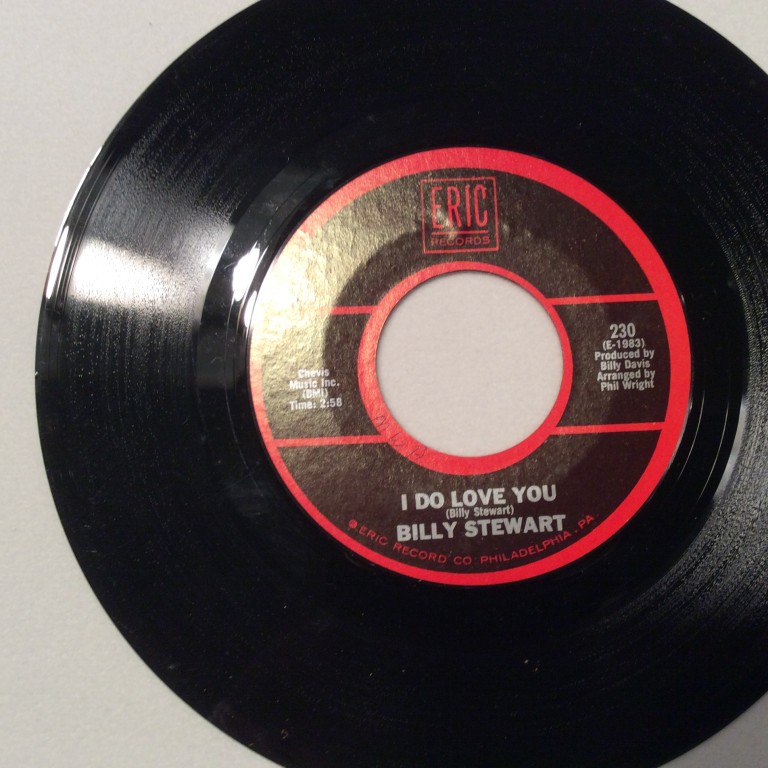 ERIC
RECORDS
230
(E-1983)
Produced by
Billy Davis
Arranged by
Phil Wright
Chevis
Music Inc.
(BMI)
Time: 2:58
I DO LOVE YOU
(Billy Stewart)
BILLY STEWART
℗ ERIC RECORD CO. PHILADELPHIA, PA